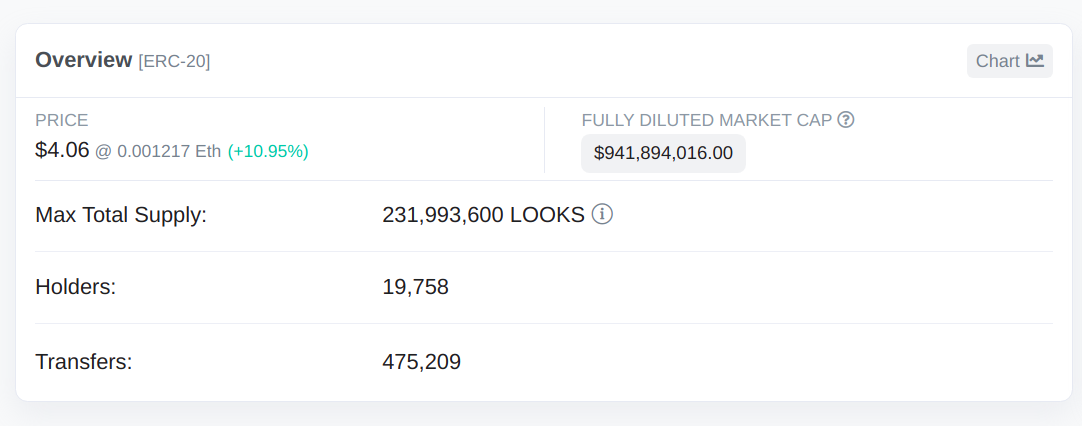 Overview [ERC-20]
Chart
PRICE
$4.06 @ 0.001217 Eth (+10.95%)
FULLY DILUTED MARKET CAP
$941,894,016.00
Max Total Supply: 231,993,600 LOOKS
Holders: 19,758
Transfers: 475,209